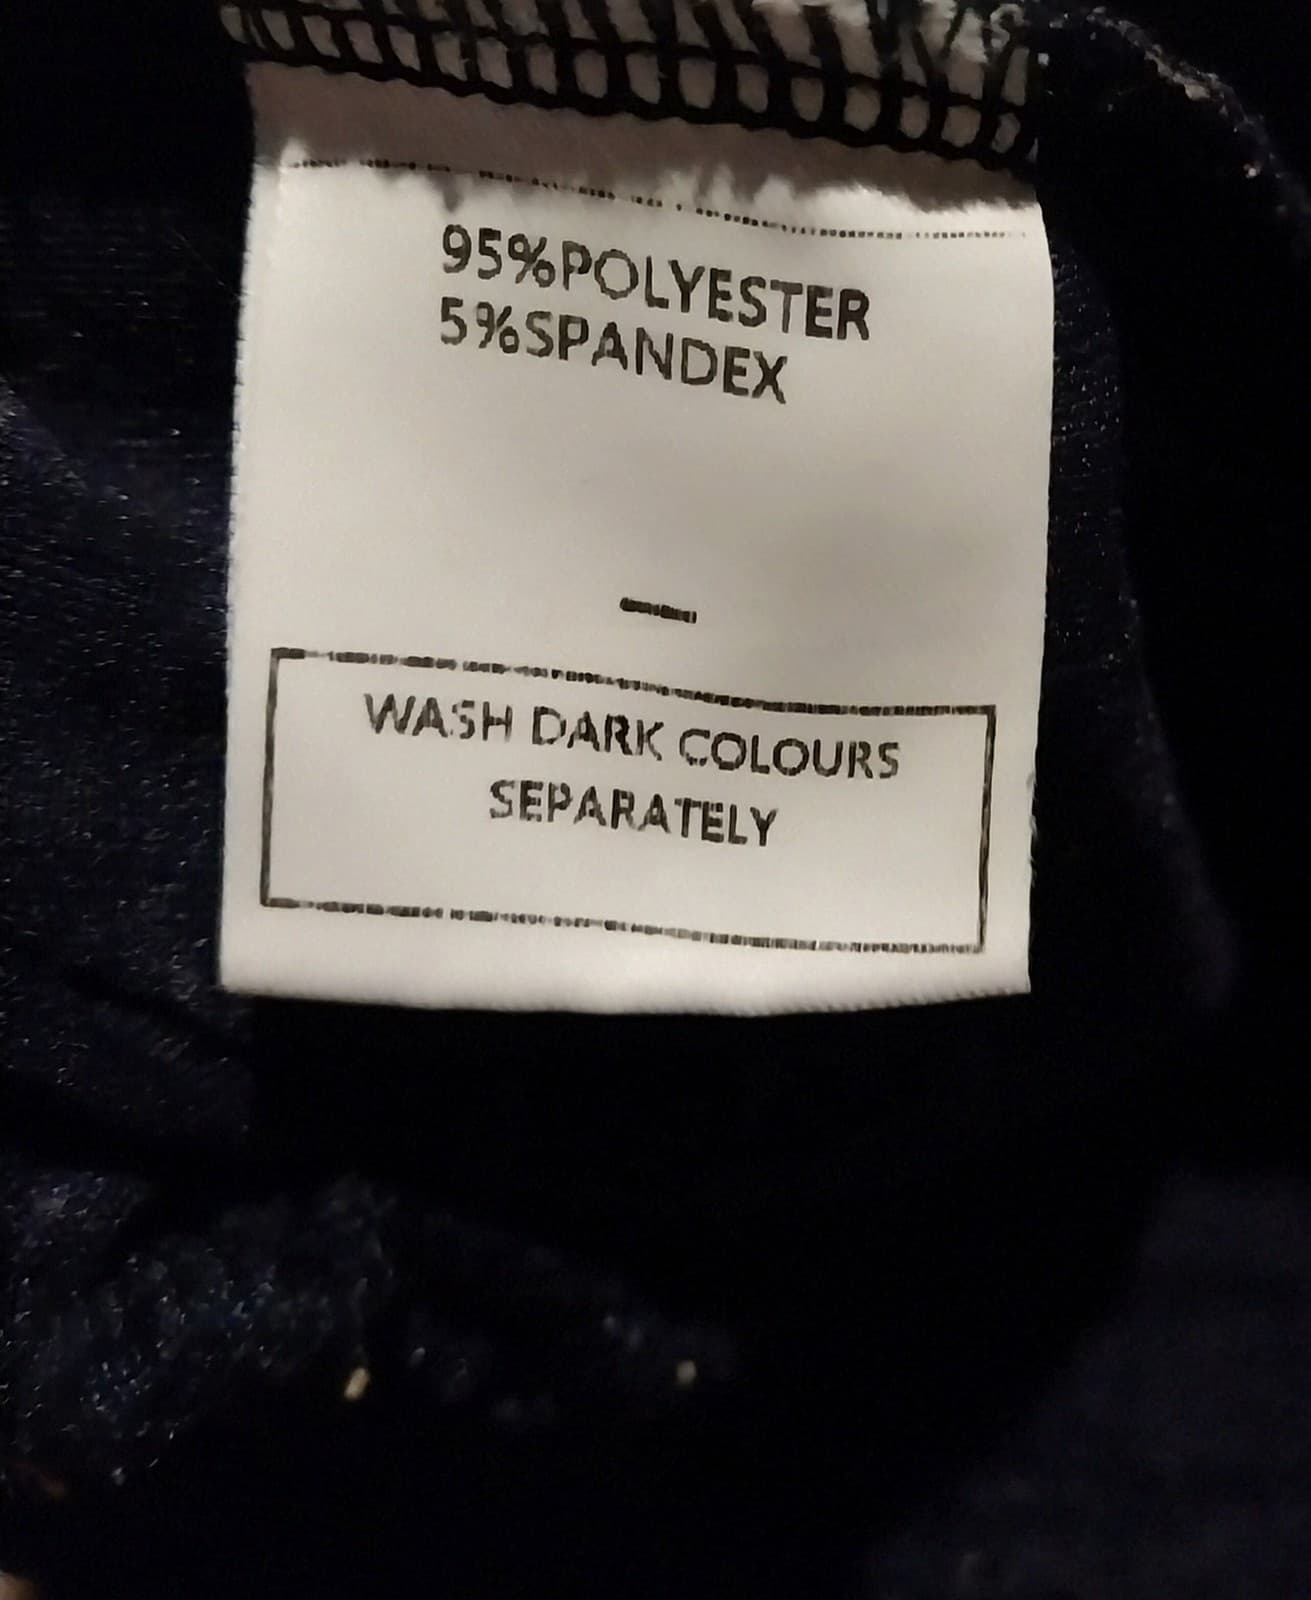 95%POLYESTER
5%SPANDEX
—
WASH DARK COLOURS
SEPARATELY